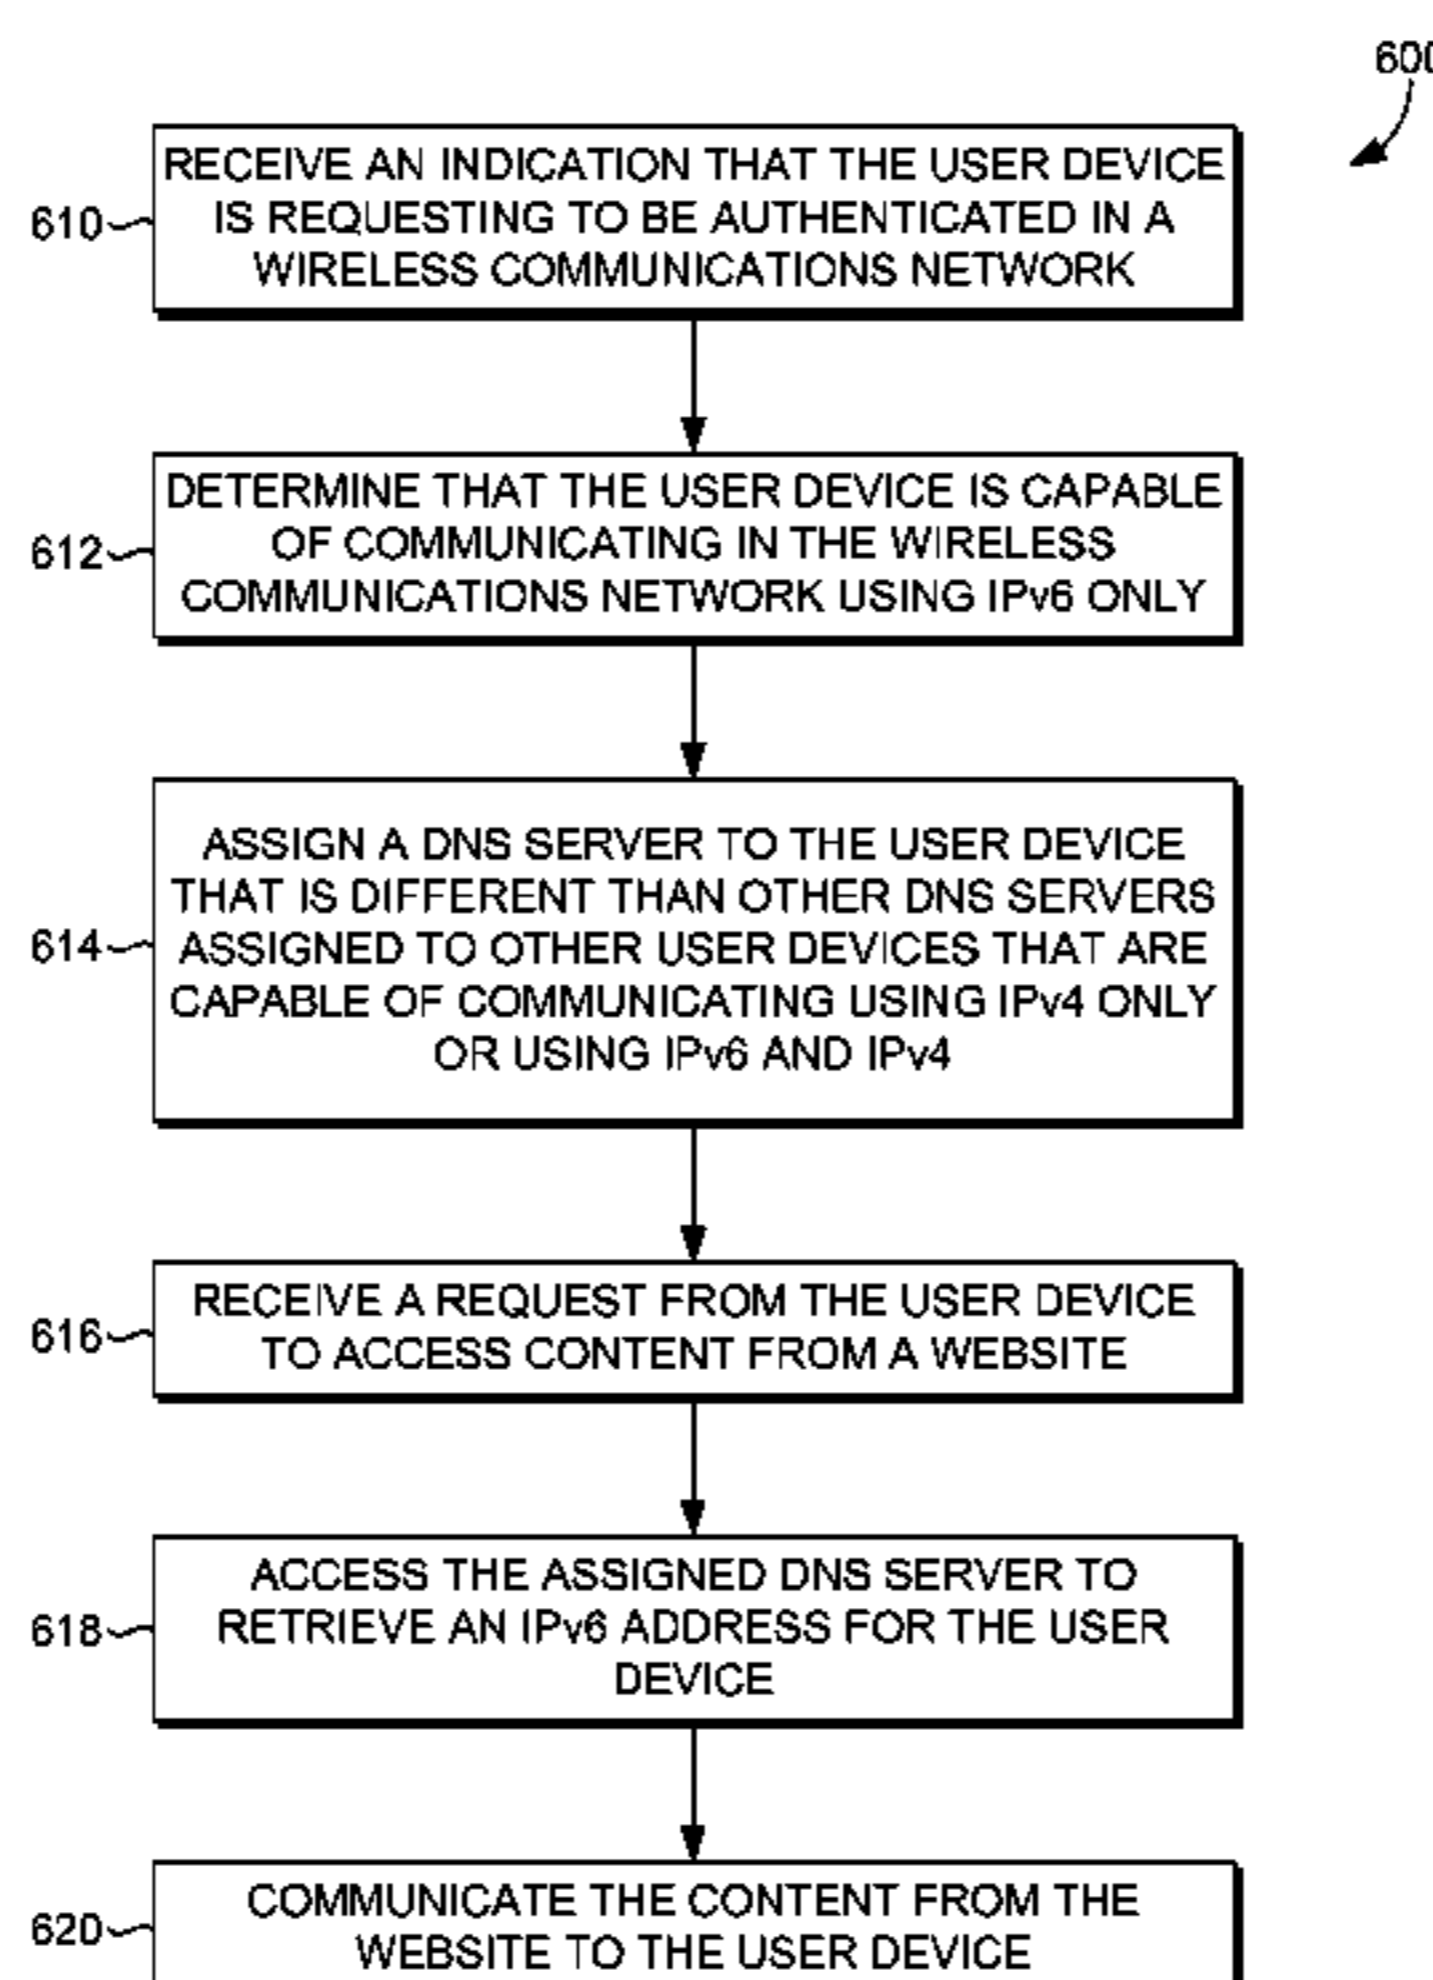 600
RECEIVE AN INDICATION THAT THE USER DEVICE
IS REQUESTING TO BE AUTHENTICATED IN A
WIRELESS COMMUNICATIONS NETWORK
610
DETERMINE THAT THE USER DEVICE IS CAPABLE
OF COMMUNICATING IN THE WIRELESS
COMMUNICATIONS NETWORK USING IPv6 ONLY
612
ASSIGN A DNS SERVER TO THE USER DEVICE
THAT IS DIFFERENT THAN OTHER DNS SERVERS
ASSIGNED TO OTHER USER DEVICES THAT ARE
CAPABLE OF COMMUNICATING USING IPv4 ONLY
OR USING IPv6 AND IPv4
614
RECEIVE A REQUEST FROM THE USER DEVICE
TO ACCESS CONTENT FROM A WEBSITE
616
ACCESS THE ASSIGNED DNS SERVER TO
RETRIEVE AN IPv6 ADDRESS FOR THE USER
DEVICE
618
COMMUNICATE THE CONTENT FROM THE
WEBSITE TO THE USER DEVICE
620